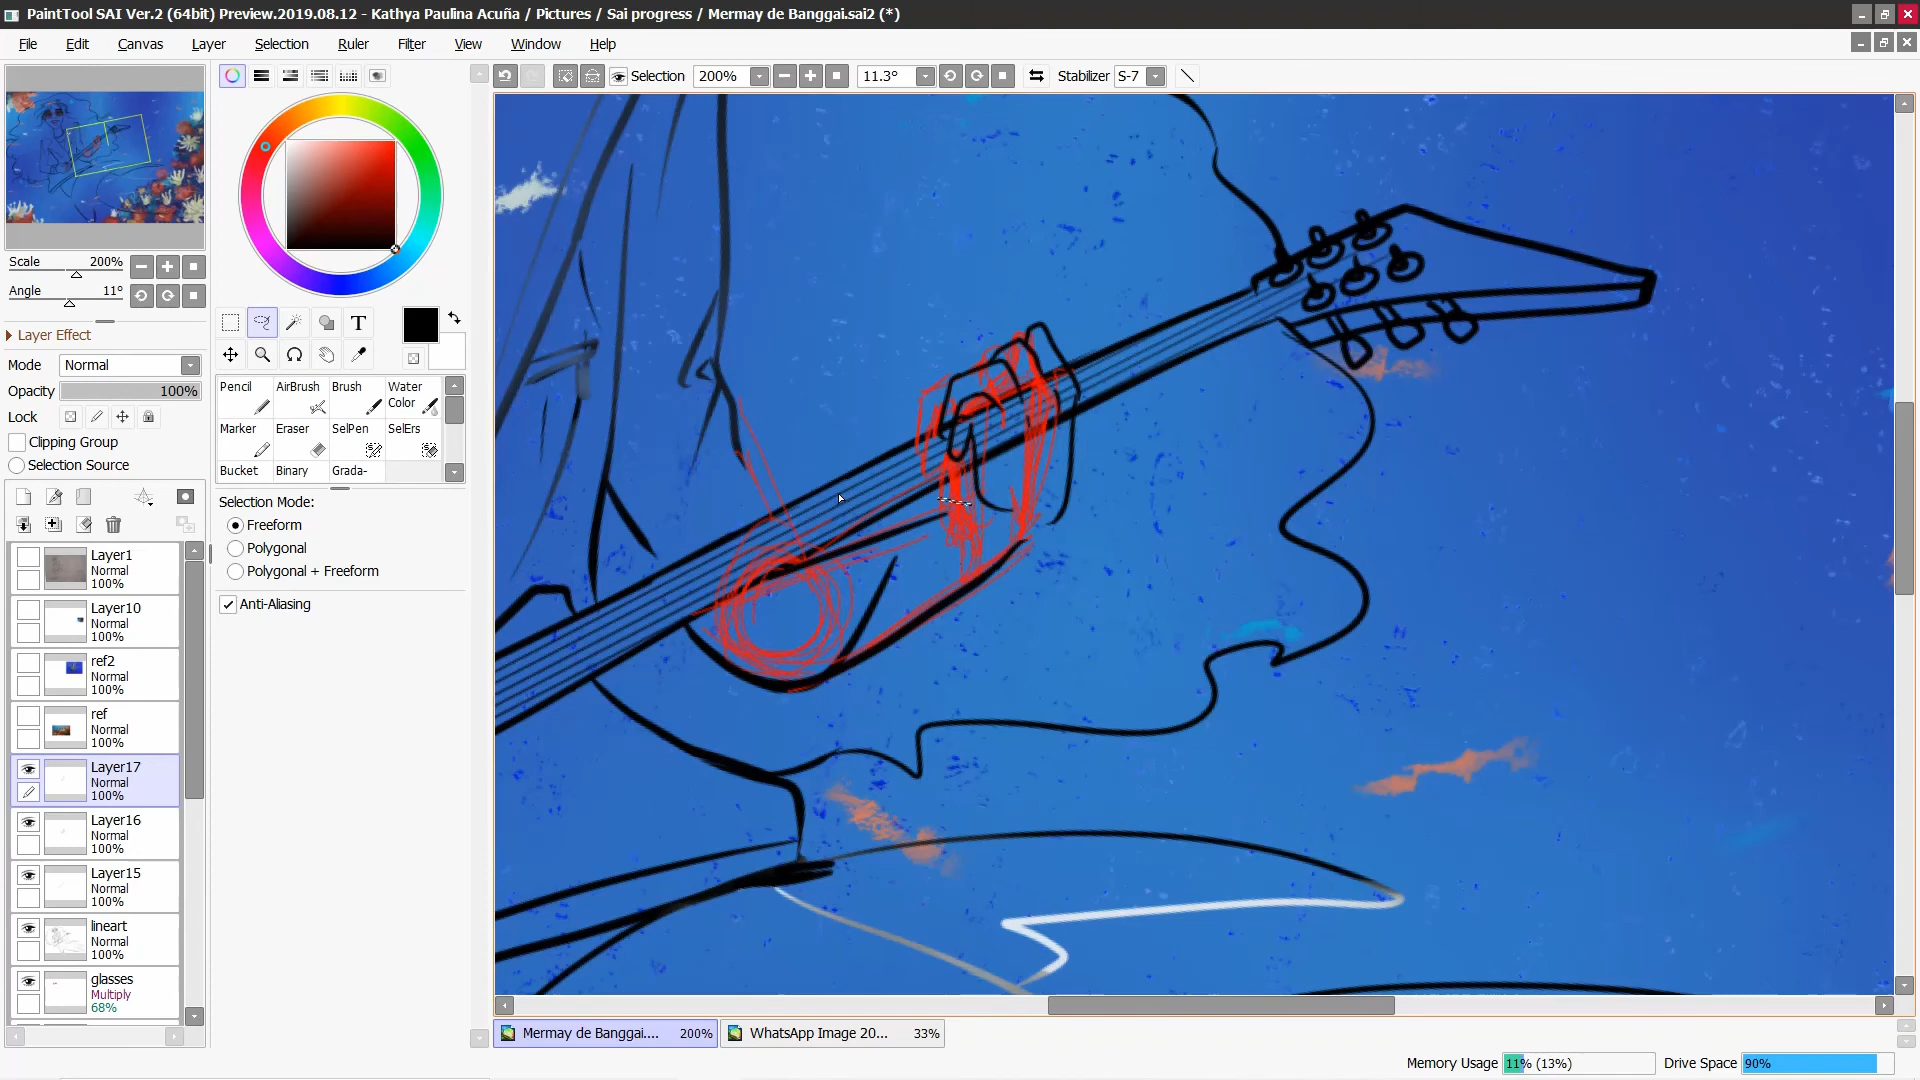 PaintTool SAI Ver.2 (64bit) Preview.2019.08.12 - Kathya Paulina Acuña / Pictures / Sai progress / Mermay de Banggai.sai2 (*)
File Edit Canvas Layer Selection Ruler Filter View Window Help
Selection 200% 11.3° Stabilizer S-7
Scale 200%
Angle 11°
Layer Effect
Mode Normal
Opacity 100%
Lock
Clipping Group
Selection Source
T
Pencil AirBrush Brush Water Color
Marker Eraser SelPen SelErs
Bucket Binary Grada-
Selection Mode:
Freeform
Polygonal
Polygonal + Freeform
Anti-Aliasing
Layer1
Normal
100%
Layer10
Normal
100%
ref2
Normal
100%
ref
Normal
100%
Layer17
Normal
100%
Layer16
Normal
100%
Layer15
Normal
100%
lineart
Normal
100%
glasses
Multiply
68%
Mermay de Banggai.... 200% WhatsApp Image 20... 33%
Memory Usage 11% (13%) Drive Space 90%